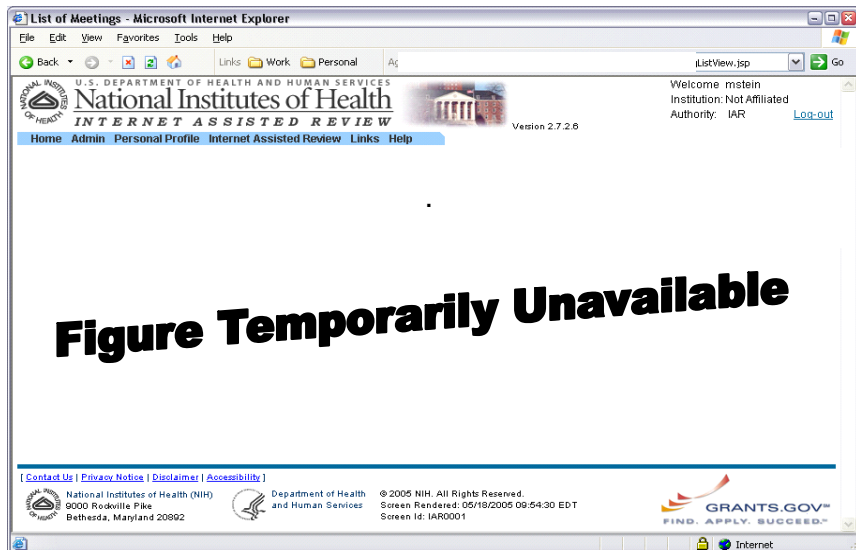 List of Meetings - Microsoft Internet Explorer
File Edit View Favorites Tools Help
Back Links Work Personal ListView.jsp Go
U.S. DEPARTMENT OF HEALTH AND HUMAN SERVICES
National Institutes of Health
INTERNET ASSISTED REVIEW
Version 2.7.2.6
Welcome mstein
Institution: Not Affiliated
Authority: IAR Log-out
Home Admin Personal Profile Internet Assisted Review Links Help
.
Figure Temporarily Unavailable
[ Contact Us | Privacy Notice | Disclaimer | Accessibility ]
National Institutes of Health (NIH)
9000 Rockville Pike
Bethesda, Maryland 20892
Department of Health
and Human Services
© 2005 NIH. All Rights Reserved.
Screen Rendered: 05/18/2005 09:54:30 EDT
Screen Id: IAR0001
GRANTS.GOV℠
FIND. APPLY. SUCCEED.℠
Internet